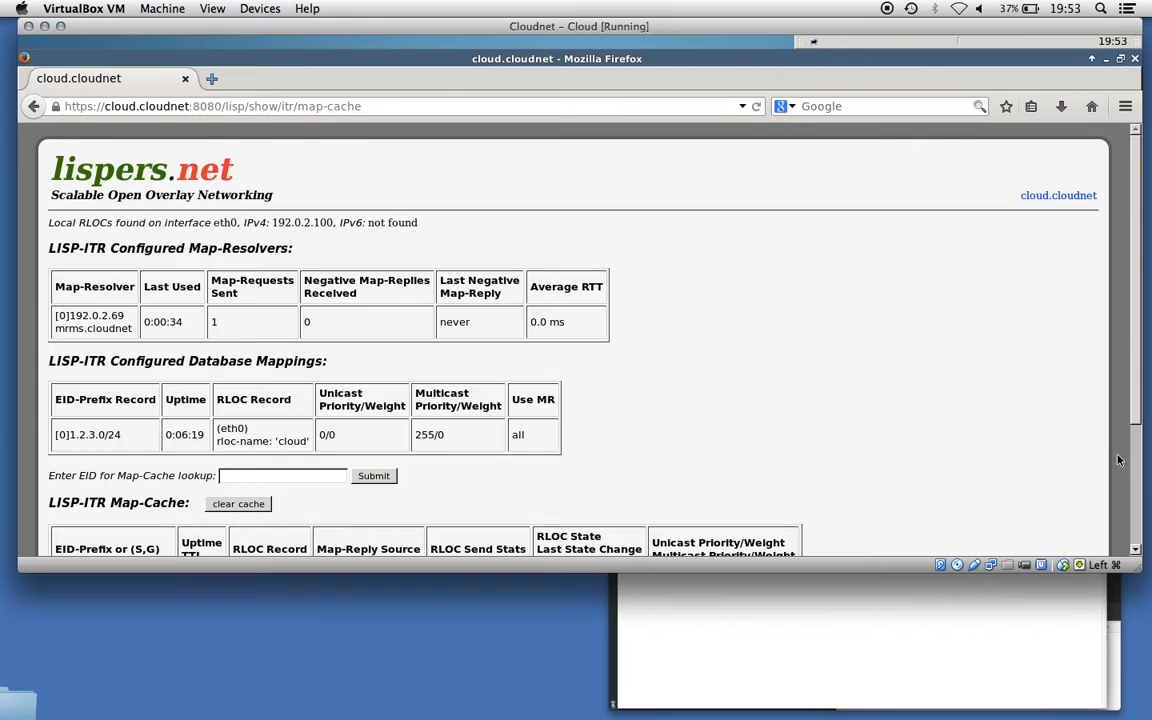 VirtualBox VM Machine View Devices Help 37% 19:53
Cloudnet – Cloud [Running]
19:53
cloud.cloudnet - Mozilla Firefox
cloud.cloudnet
https://cloud.cloudnet:8080/lisp/show/itr/map-cache Google
lispers.net
Scalable Open Overlay Networking cloud.cloudnet
Local RLOCs found on interface eth0, IPv4: 192.0.2.100, IPv6: not found
LISP-ITR Configured Map-Resolvers:
Map-Resolver Last Used Map-Requests Sent Negative Map-Replies Received Last Negative Map-Reply Average RTT
[0]192.0.2.69 mrms.cloudnet 0:00:34 1 0 never 0.0 ms
LISP-ITR Configured Database Mappings:
EID-Prefix Record Uptime RLOC Record Unicast Priority/Weight Multicast Priority/Weight Use MR
[0]1.2.3.0/24 0:06:19 (eth0) rloc-name: 'cloud' 0/0 255/0 all
Enter EID for Map-Cache lookup: Submit
LISP-ITR Map-Cache: clear cache
EID-Prefix or (S,G) Uptime TTL RLOC Record Map-Reply Source RLOC Send Stats RLOC State Last State Change Unicast Priority/Weight Multicast Priority/Weight
Left ⌘